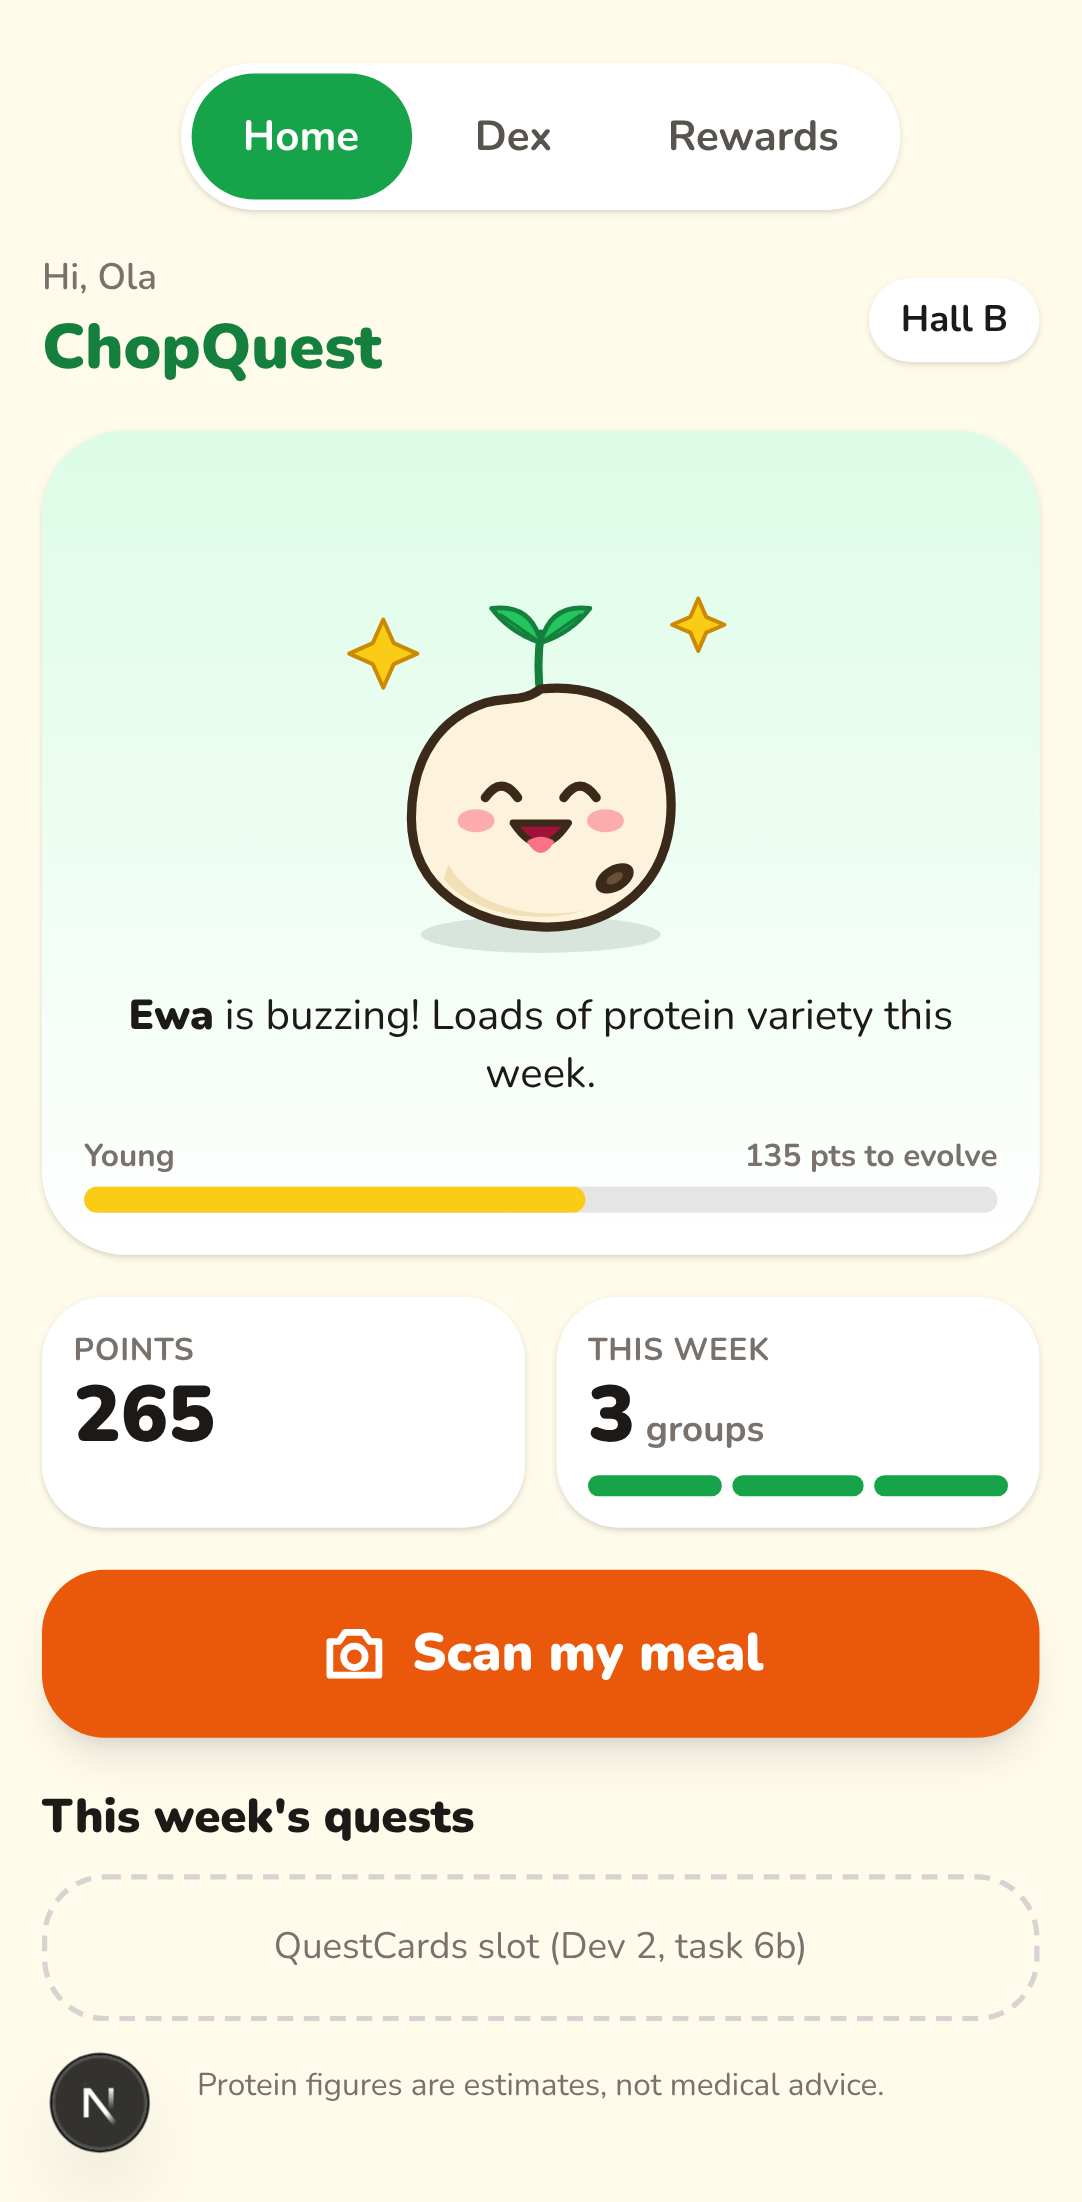 Home Dex Rewards
Hi, Ola
ChopQuest
Hall B
Ewa is buzzing! Loads of protein variety this
week.
Young 135 pts to evolve
POINTS
265
THIS WEEK
3 groups
Scan my meal
This week's quests
QuestCards slot (Dev 2, task 6b)
N
Protein figures are estimates, not medical advice.